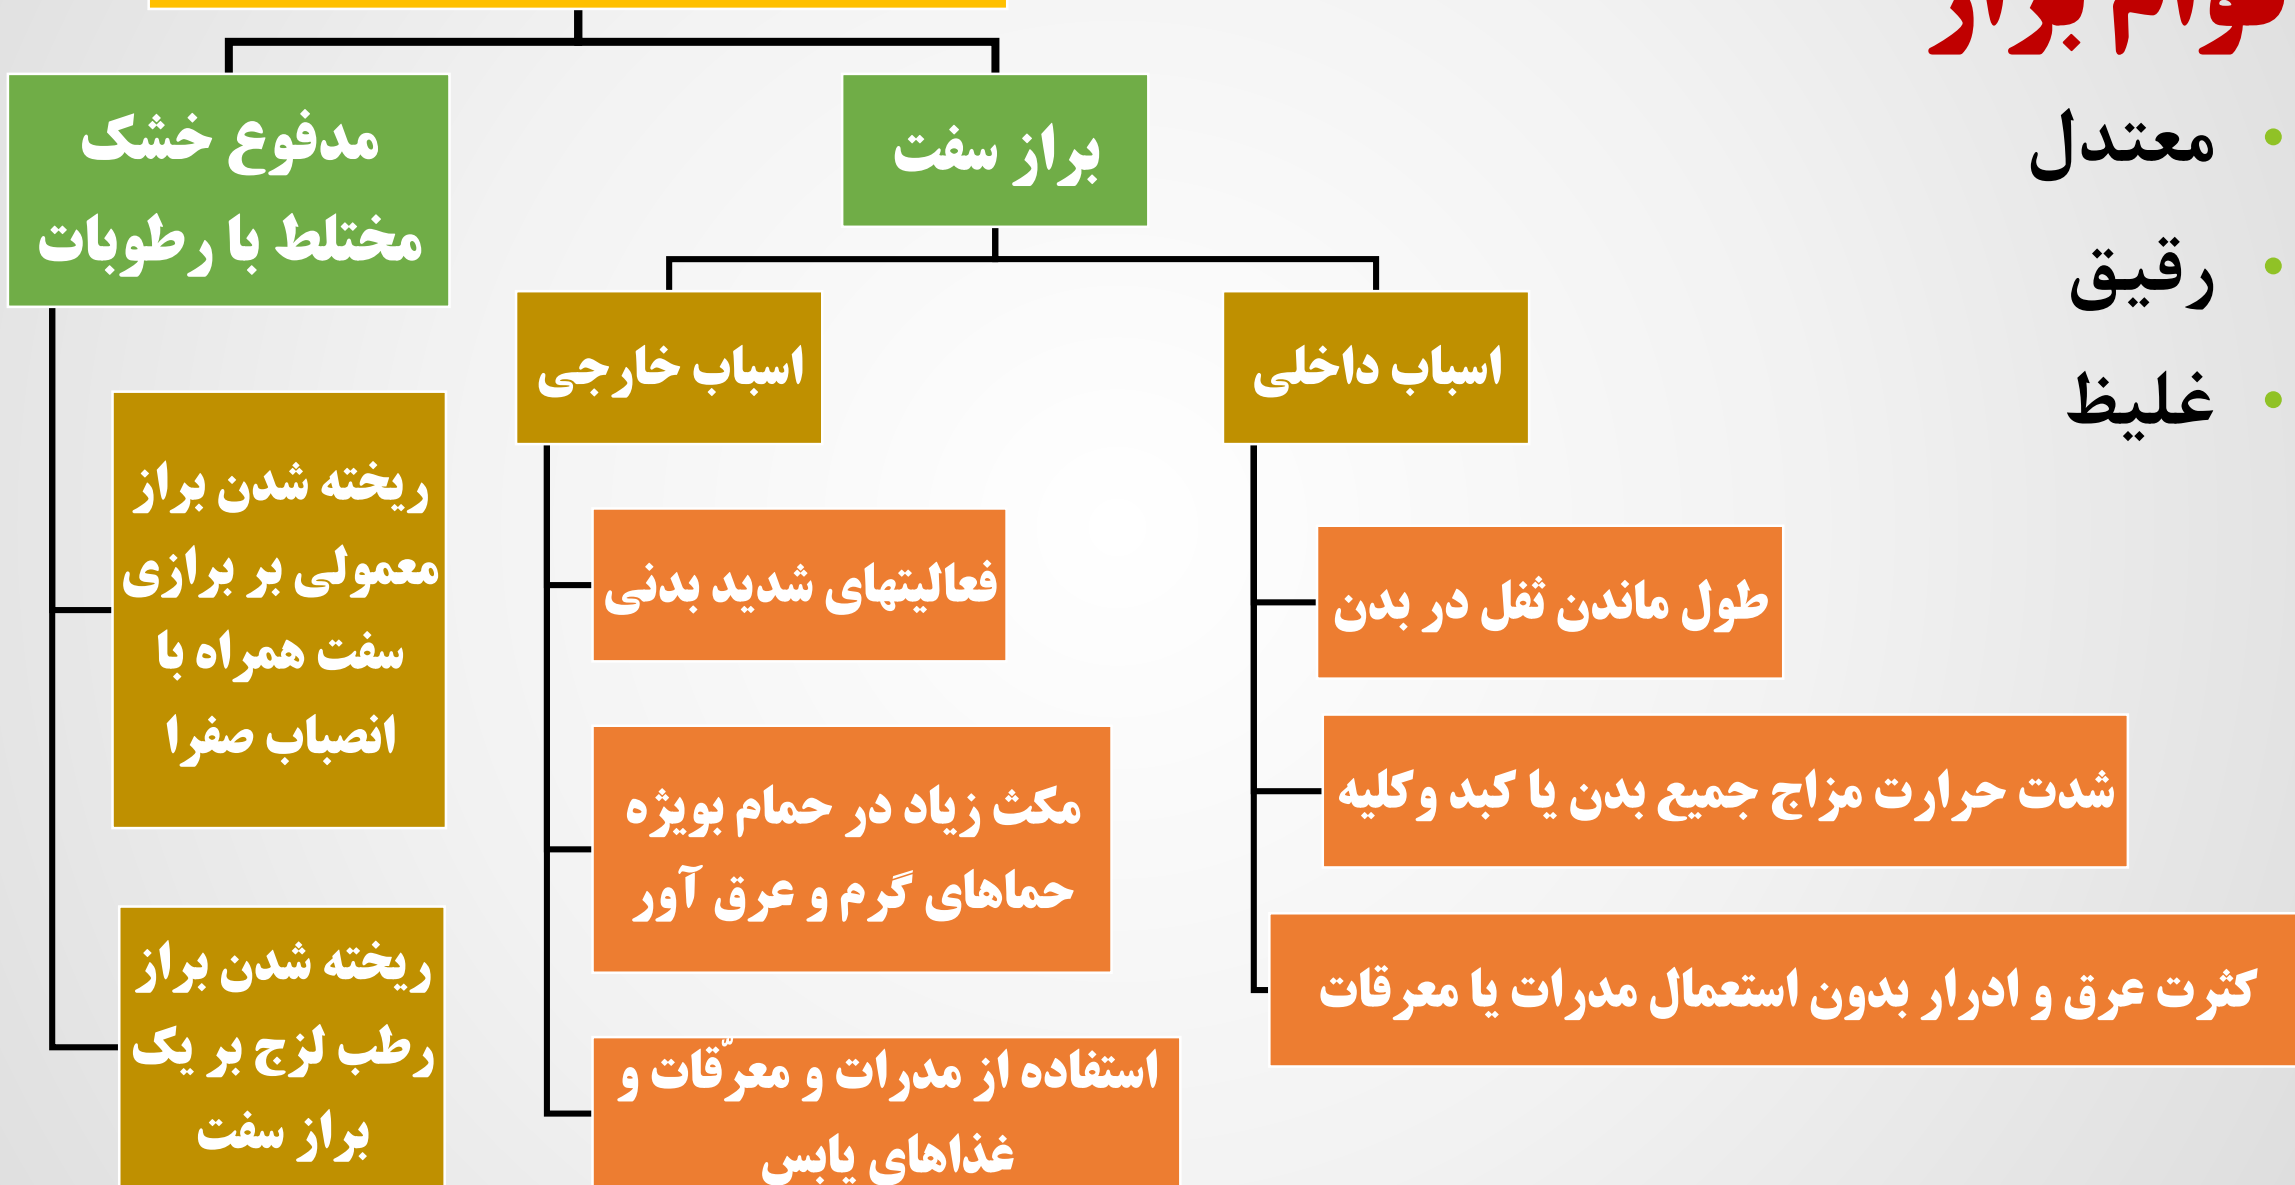 قوام براز
معتدل
رقیق
غلیظ
براز سفت
اسباب داخلی
طول ماندن ثفل در بدن
شدت حرارت مزاج جمیع بدن یا کبد وکلیه
کثرت عرق و ادرار بدون استعمال مدرات یا معرقات
اسباب خارجی
فعالیتهای شدید بدنی
مکث زیاد در حمام بویژه
حماهای گرم و عرق آور
استفاده از مدرات و معرّقات و
غذاهای یابس
مدفوع خشک
مختلط با رطوبات
ریخته شدن براز
معمولی بر برازی
سفت همراه با
انصباب صفرا
ریخته شدن براز
رطب لزج بر یک
براز سفت